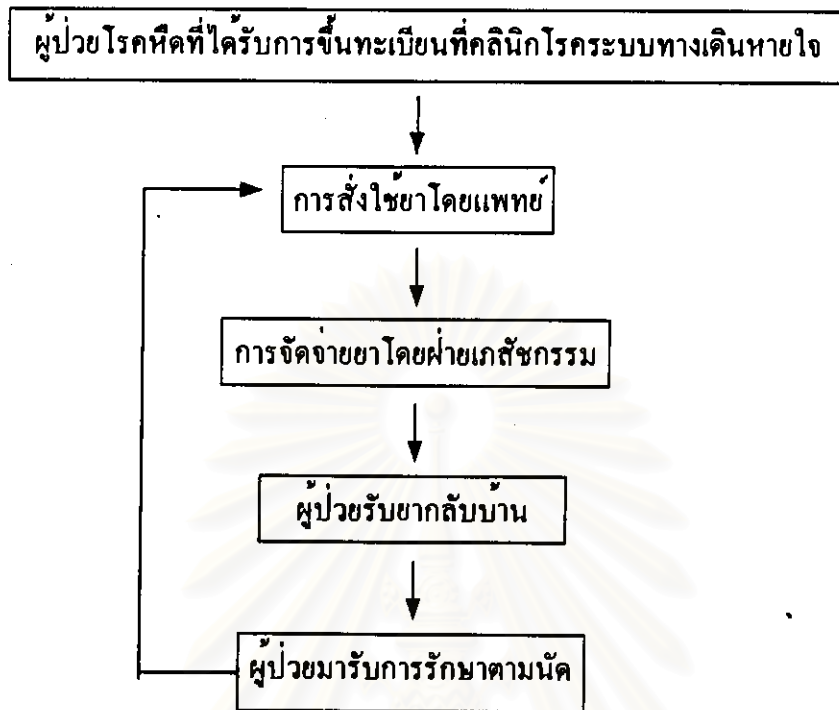 ผู้ป่วยโรคหืดที่ได้รับการขึ้นทะเบียนที่คลินิกโรคระบบทางเดินหายใจ
การสั่งใช้ยาโดยแพทย์
การจัดจ่ายยาโดยฝ่ายเภสัชกรรม
ผู้ป่วยรับยากลับบ้าน
ผู้ป่วยมารับการรักษาตามนัด